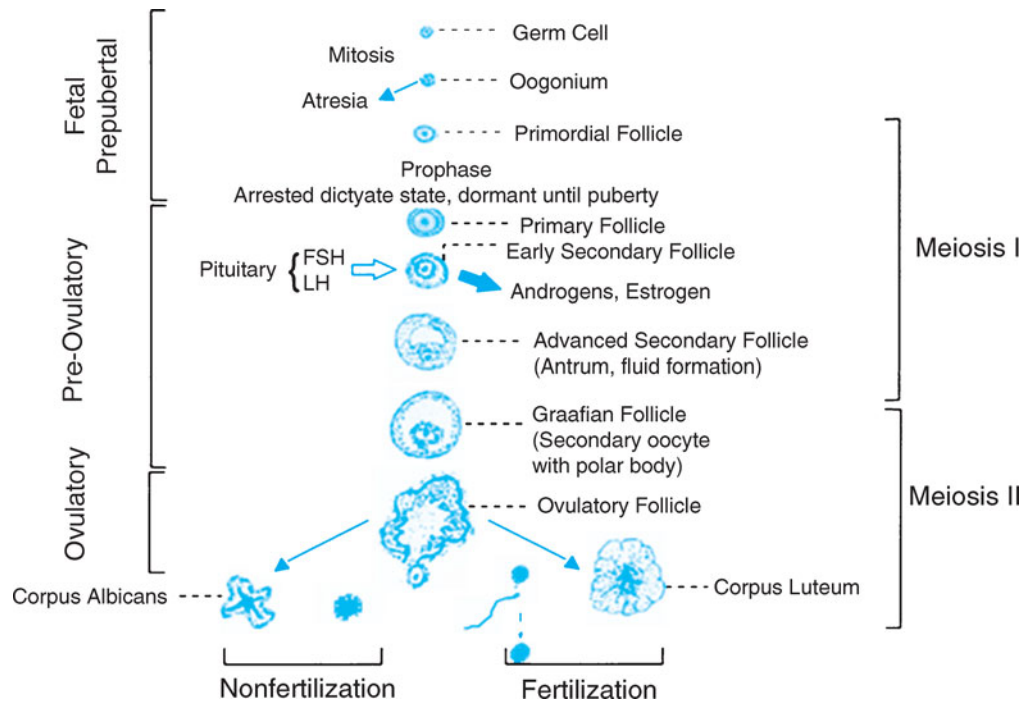 Fetal
Prepubertal
Germ Cell
Mitosis
Oogonium
Atresia
Primordial Follicle
Prophase
Arrested dictyate state, dormant until puberty
Meiosis I
Pre-Ovulatory
Primary Follicle
Early Secondary Follicle
Pituitary { FSH
LH
Androgens, Estrogen
Advanced Secondary Follicle
(Antrum, fluid formation)
Graafian Follicle
(Secondary oocyte
with polar body)
Meiosis II
Ovulatory
Ovulatory Follicle
Corpus Albicans
Corpus Luteum
Nonfertilization
Fertilization